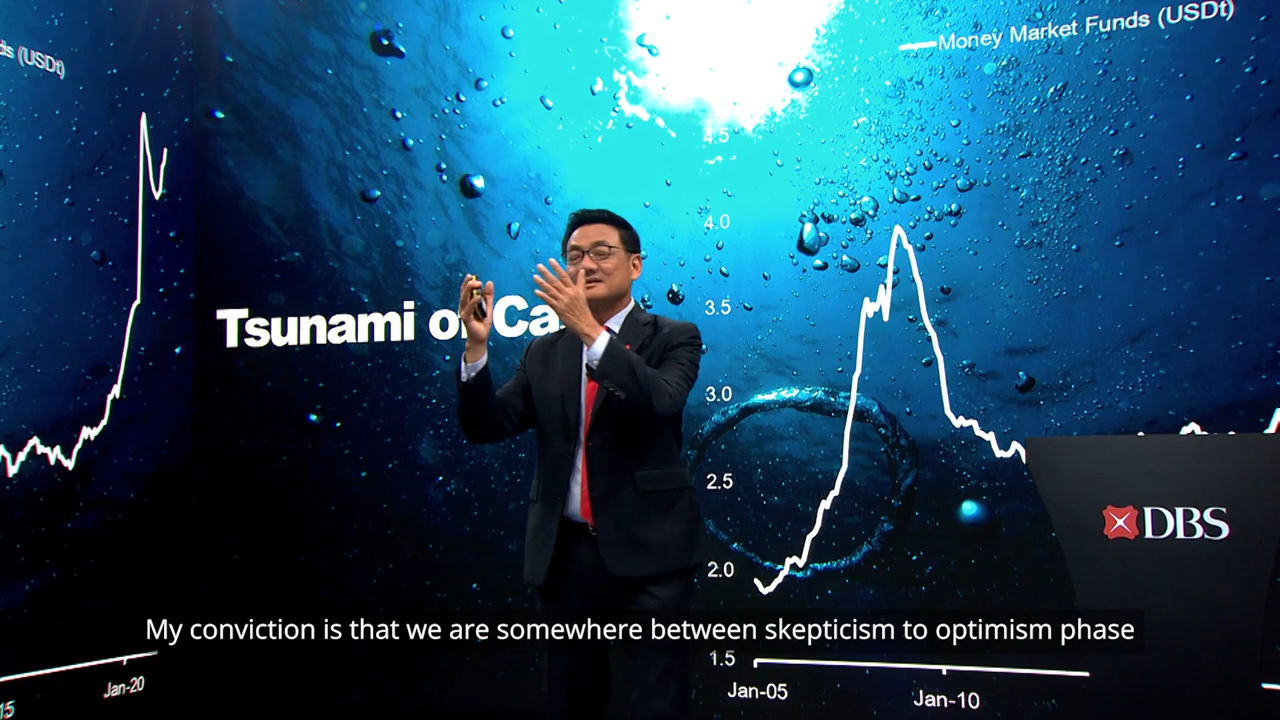 Money Market Funds (USDt)
(USDt)
4.5
4.0
Tsunami
3.5
3.0
2.5
DBS
2.0
My conviction is that we are somewhere between skepticism to optimism phase
1.5
Jan-20
Jan-05
Jan-10
15